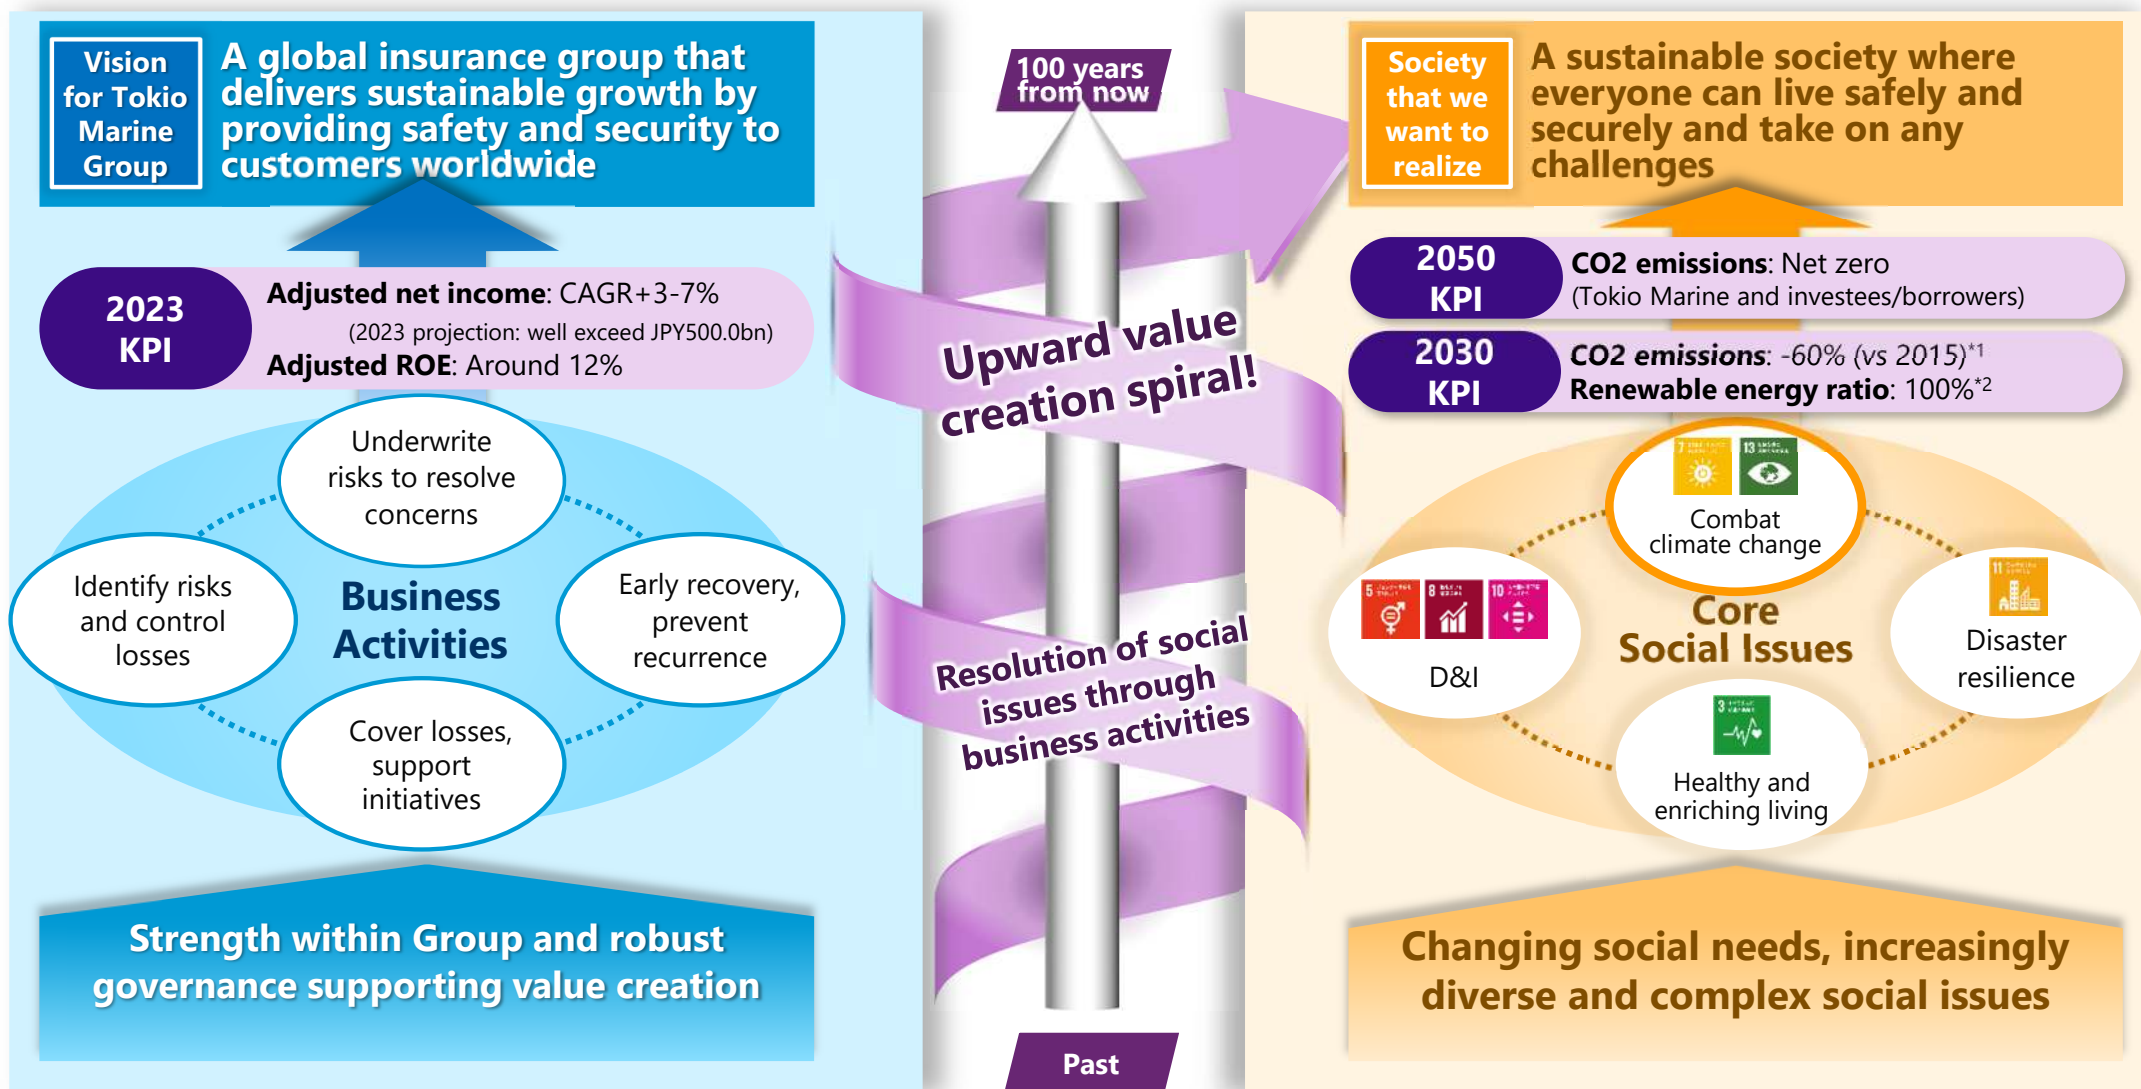 Vision
for Tokio
Marine
Group
A global insurance group that
delivers sustainable growth by
providing safety and security to
customers worldwide
2023
KPI
Adjusted net income: CAGR+3-7%
(2023 projection: well exceed JPY500.0bn)
Adjusted ROE: Around 12%
Underwrite
risks to resolve
concerns
Identify risks
and control
losses
Business
Activities
Early recovery,
prevent
recurrence
Cover losses,
support
initiatives
Strength within Group and robust
governance supporting value creation
100 years
from now
Upward value
creation spiral!
Resolution of social
issues through
business activities
Past
Society
that we
want to
realize
A sustainable society where
everyone can live safely and
securely and take on any
challenges
2050
KPI
CO2 emissions: Net zero
(Tokio Marine and investees/borrowers)
2030
KPI
CO2 emissions: -60% (vs 2015)*1
Renewable energy ratio: 100%*2
7
13
Combat
climate change
5
8
10
D&I
Core
Social Issues
11
Disaster
resilience
3
Healthy and
enriching living
Changing social needs, increasingly
diverse and complex social issues